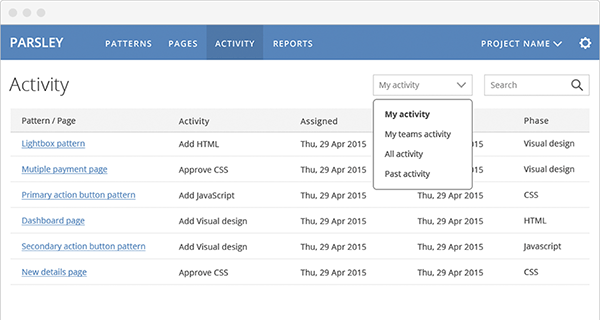 PARSLEY PATTERNS PAGES ACTIVITY REPORTS PROJECT NAME
Activity
My activity
Search
My activity
My teams activity
All activity
Past activity
Pattern / Page Activity Assigned Phase
Lightbox pattern Add HTML Thu, 29 Apr 2015 Visual design
Mutiple payment page Approve CSS Thu, 29 Apr 2015 Visual design
Primary action button pattern Add JavaScript Thu, 29 Apr 2015 Thu, 29 Apr 2015 CSS
Dashboard page Add Visual design Thu, 29 Apr 2015 Thu, 29 Apr 2015 HTML
Secondary action button pattern Add Visual design Thu, 29 Apr 2015 Thu, 29 Apr 2015 Javascript
New details page Approve CSS Thu, 29 Apr 2015 Thu, 29 Apr 2015 CSS